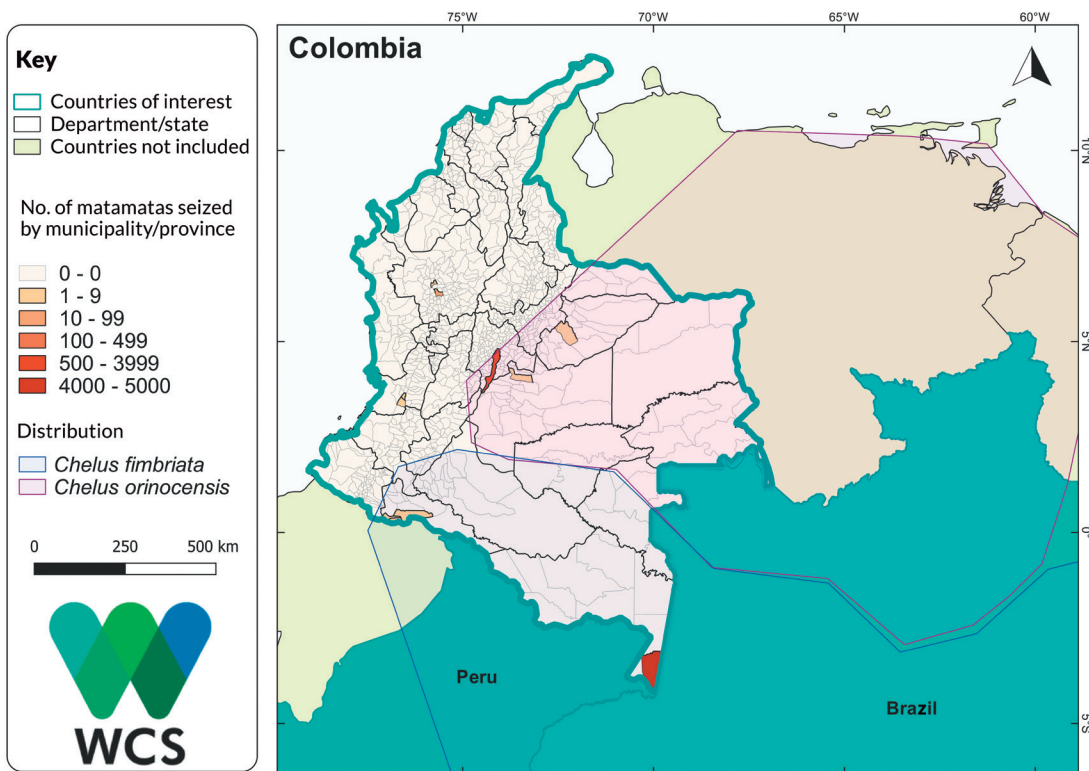 75°W
70°W
65°W
60°W
Colombia
Key
Countries of interest
Department/state
Countries not included
No. of matamatas seized
by municipality/province
0 - 0
1 - 9
10 - 99
100 - 499
500 - 3999
4000 - 5000
Distribution
Chelus fimbriata
Chelus orinocensis
0
250
500 km
WCS
Peru
Brazil
5°N
5°S